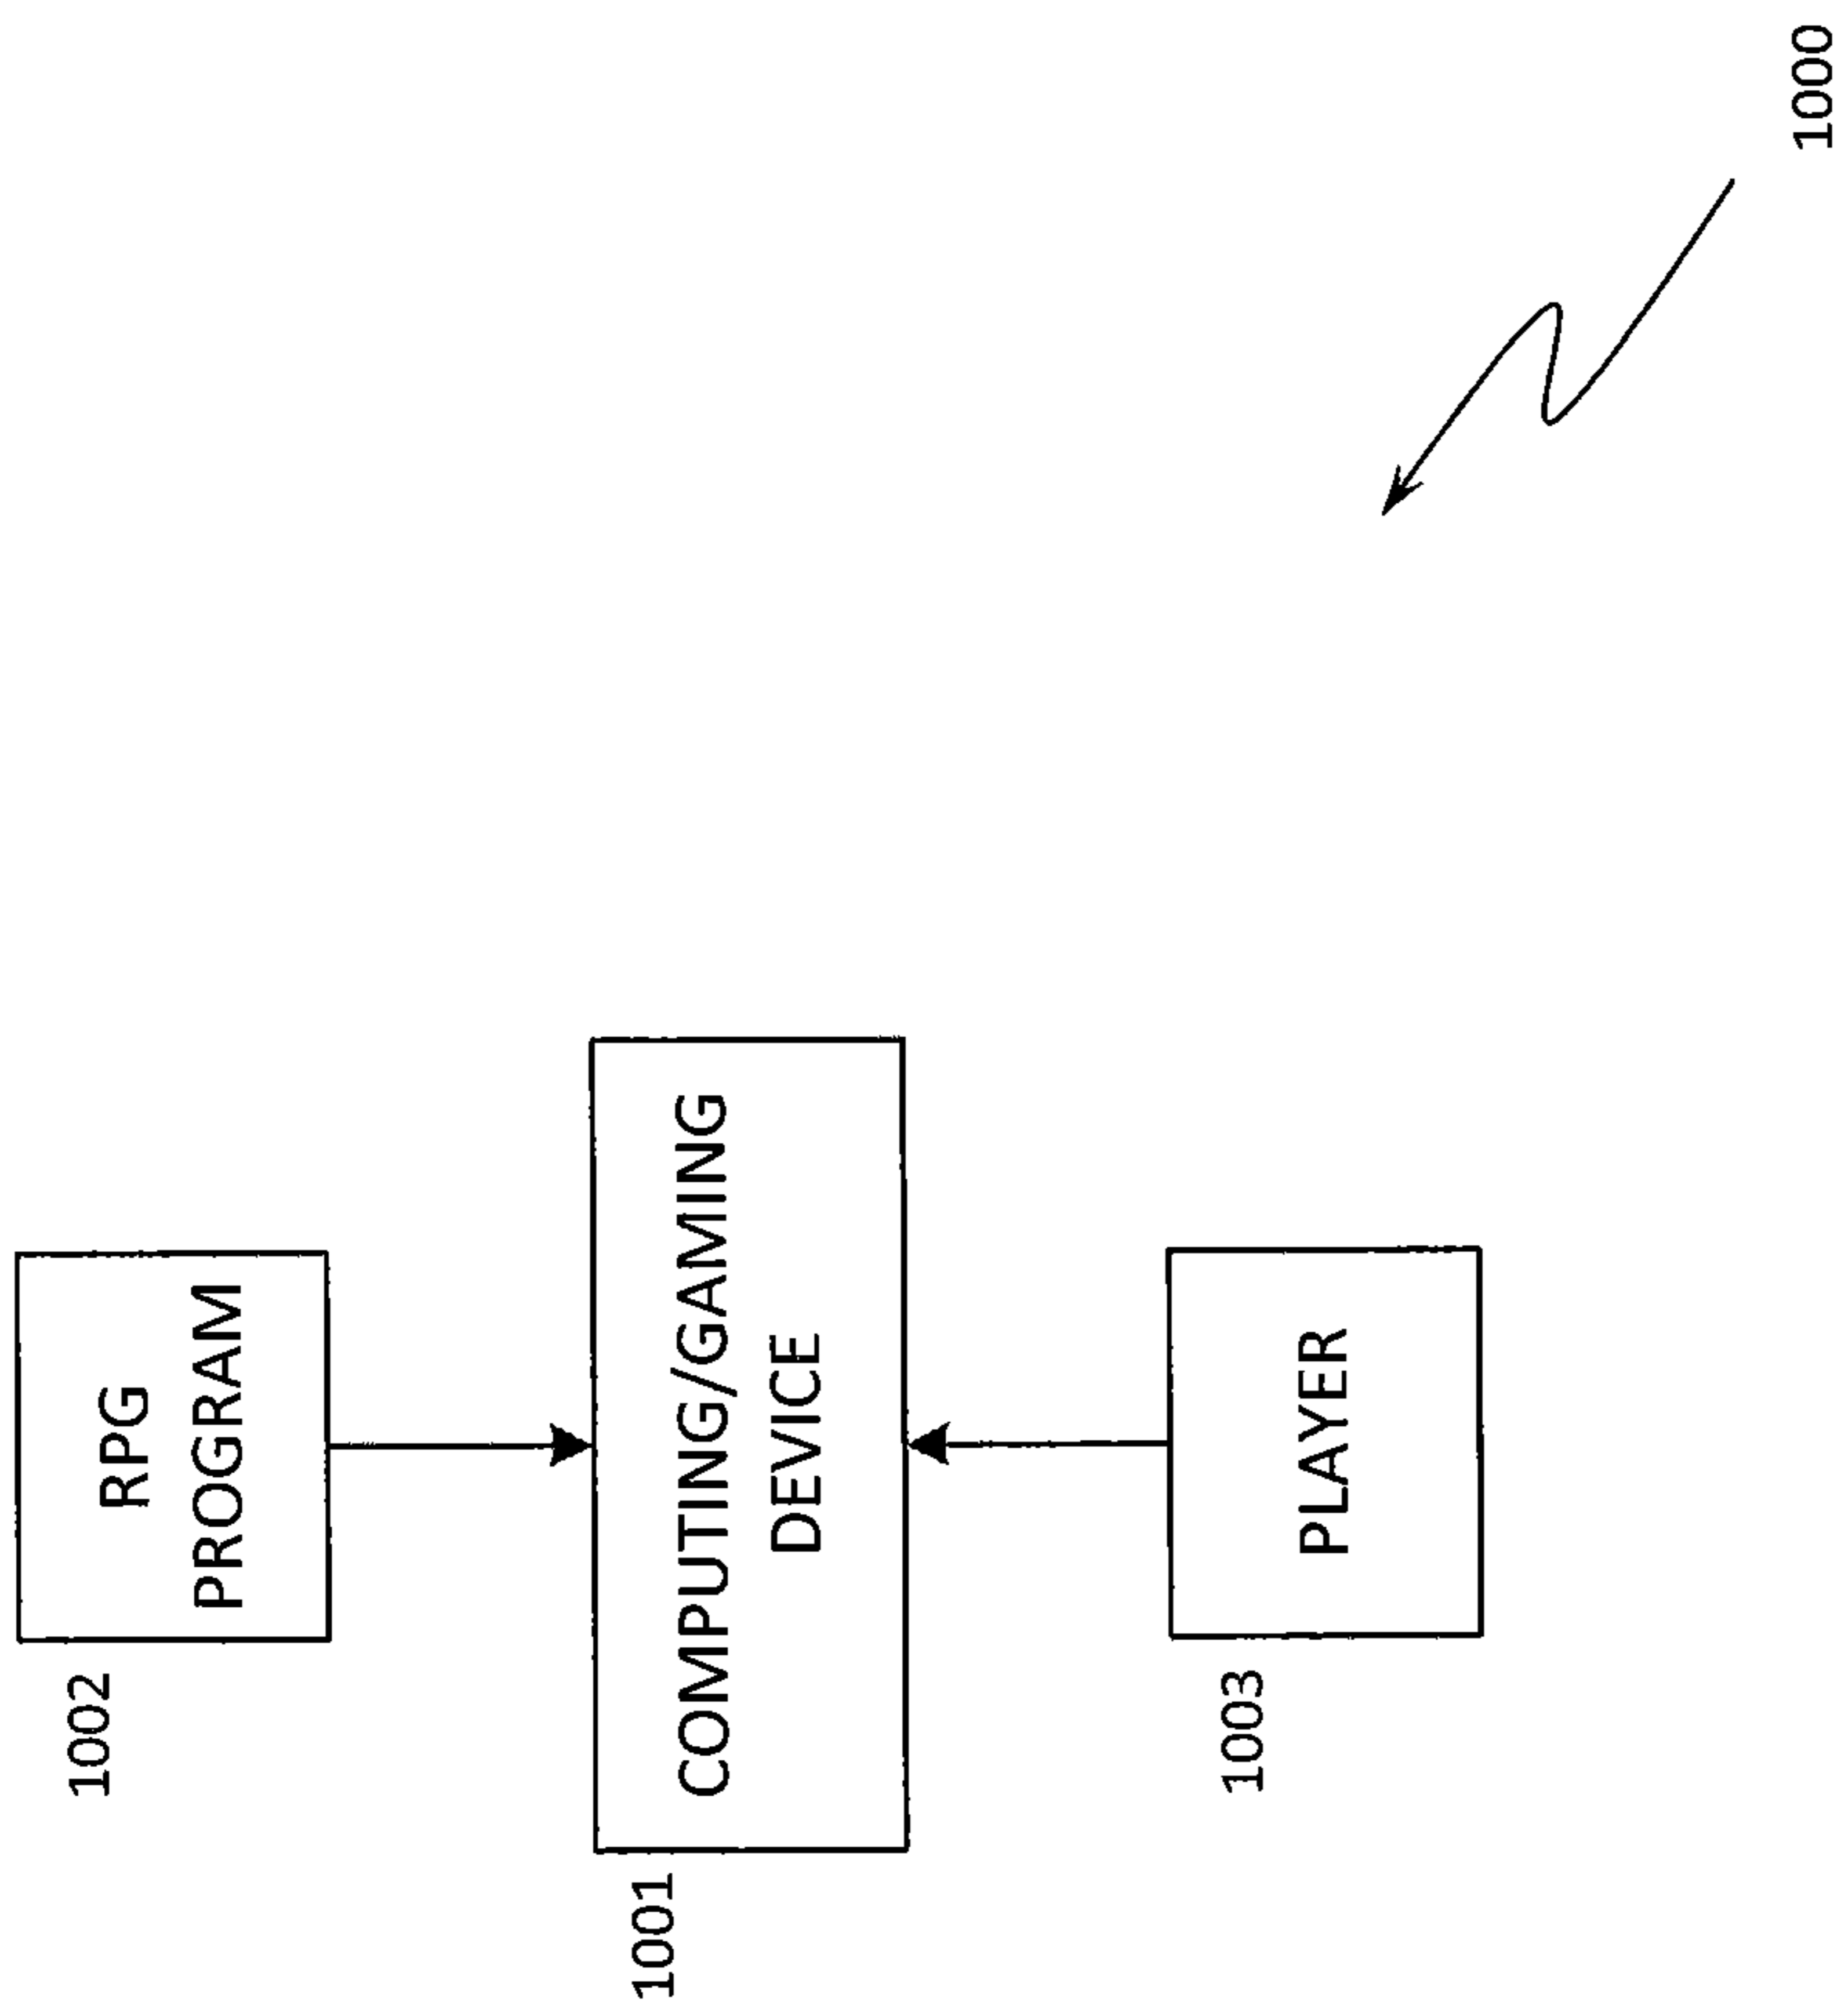 1002
RPG
PROGRAM
1001
COMPUTING/GAMING
DEVICE
1003
PLAYER
1000